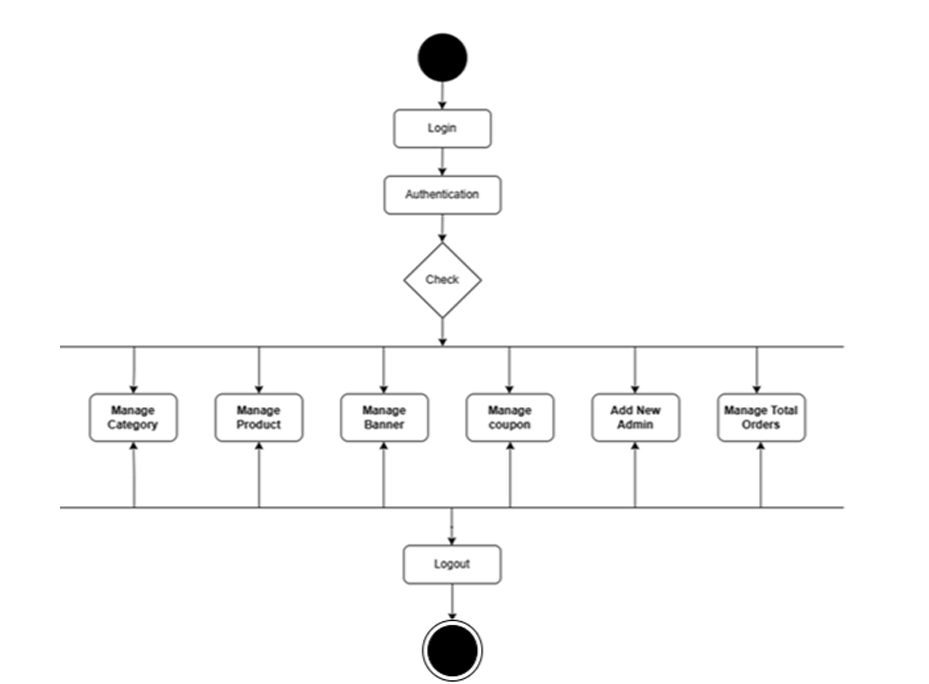 Login
Authentication
Check
Manage
Category
Manage
Product
Manage
Banner
Manage
coupon
Add New
Admin
Manage Total
Orders
Logout